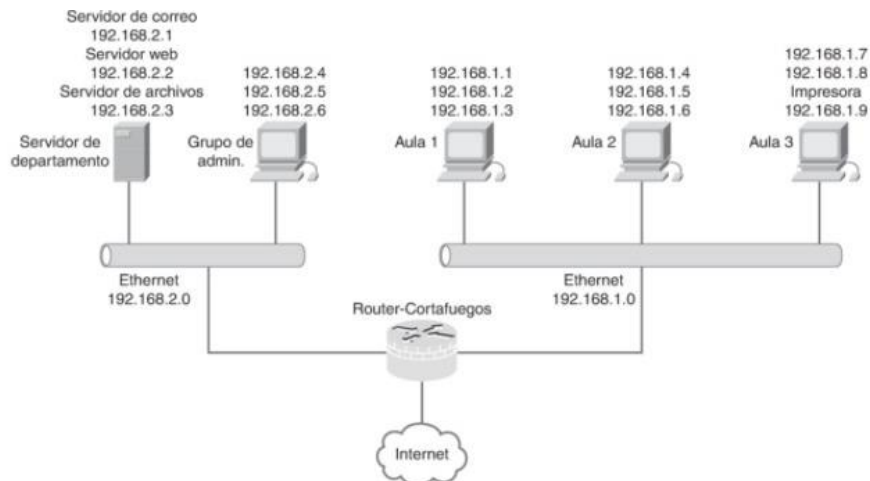 Servidor de correo
192.168.2.1
Servidor web
192.168.2.2
Servidor de archivos
192.168.2.3
Servidor de
departamento
192.168.2.4
192.168.2.5
192.168.2.6
Grupo de
admin.
192.168.1.1
192.168.1.2
192.168.1.3
Aula 1
192.168.1.4
192.168.1.5
192.168.1.6
Aula 2
192.168.1.7
192.168.1.8
Impresora
192.168.1.9
Aula 3
Ethernet
192.168.2.0
Ethernet
192.168.1.0
Router-Cortafuegos
Internet